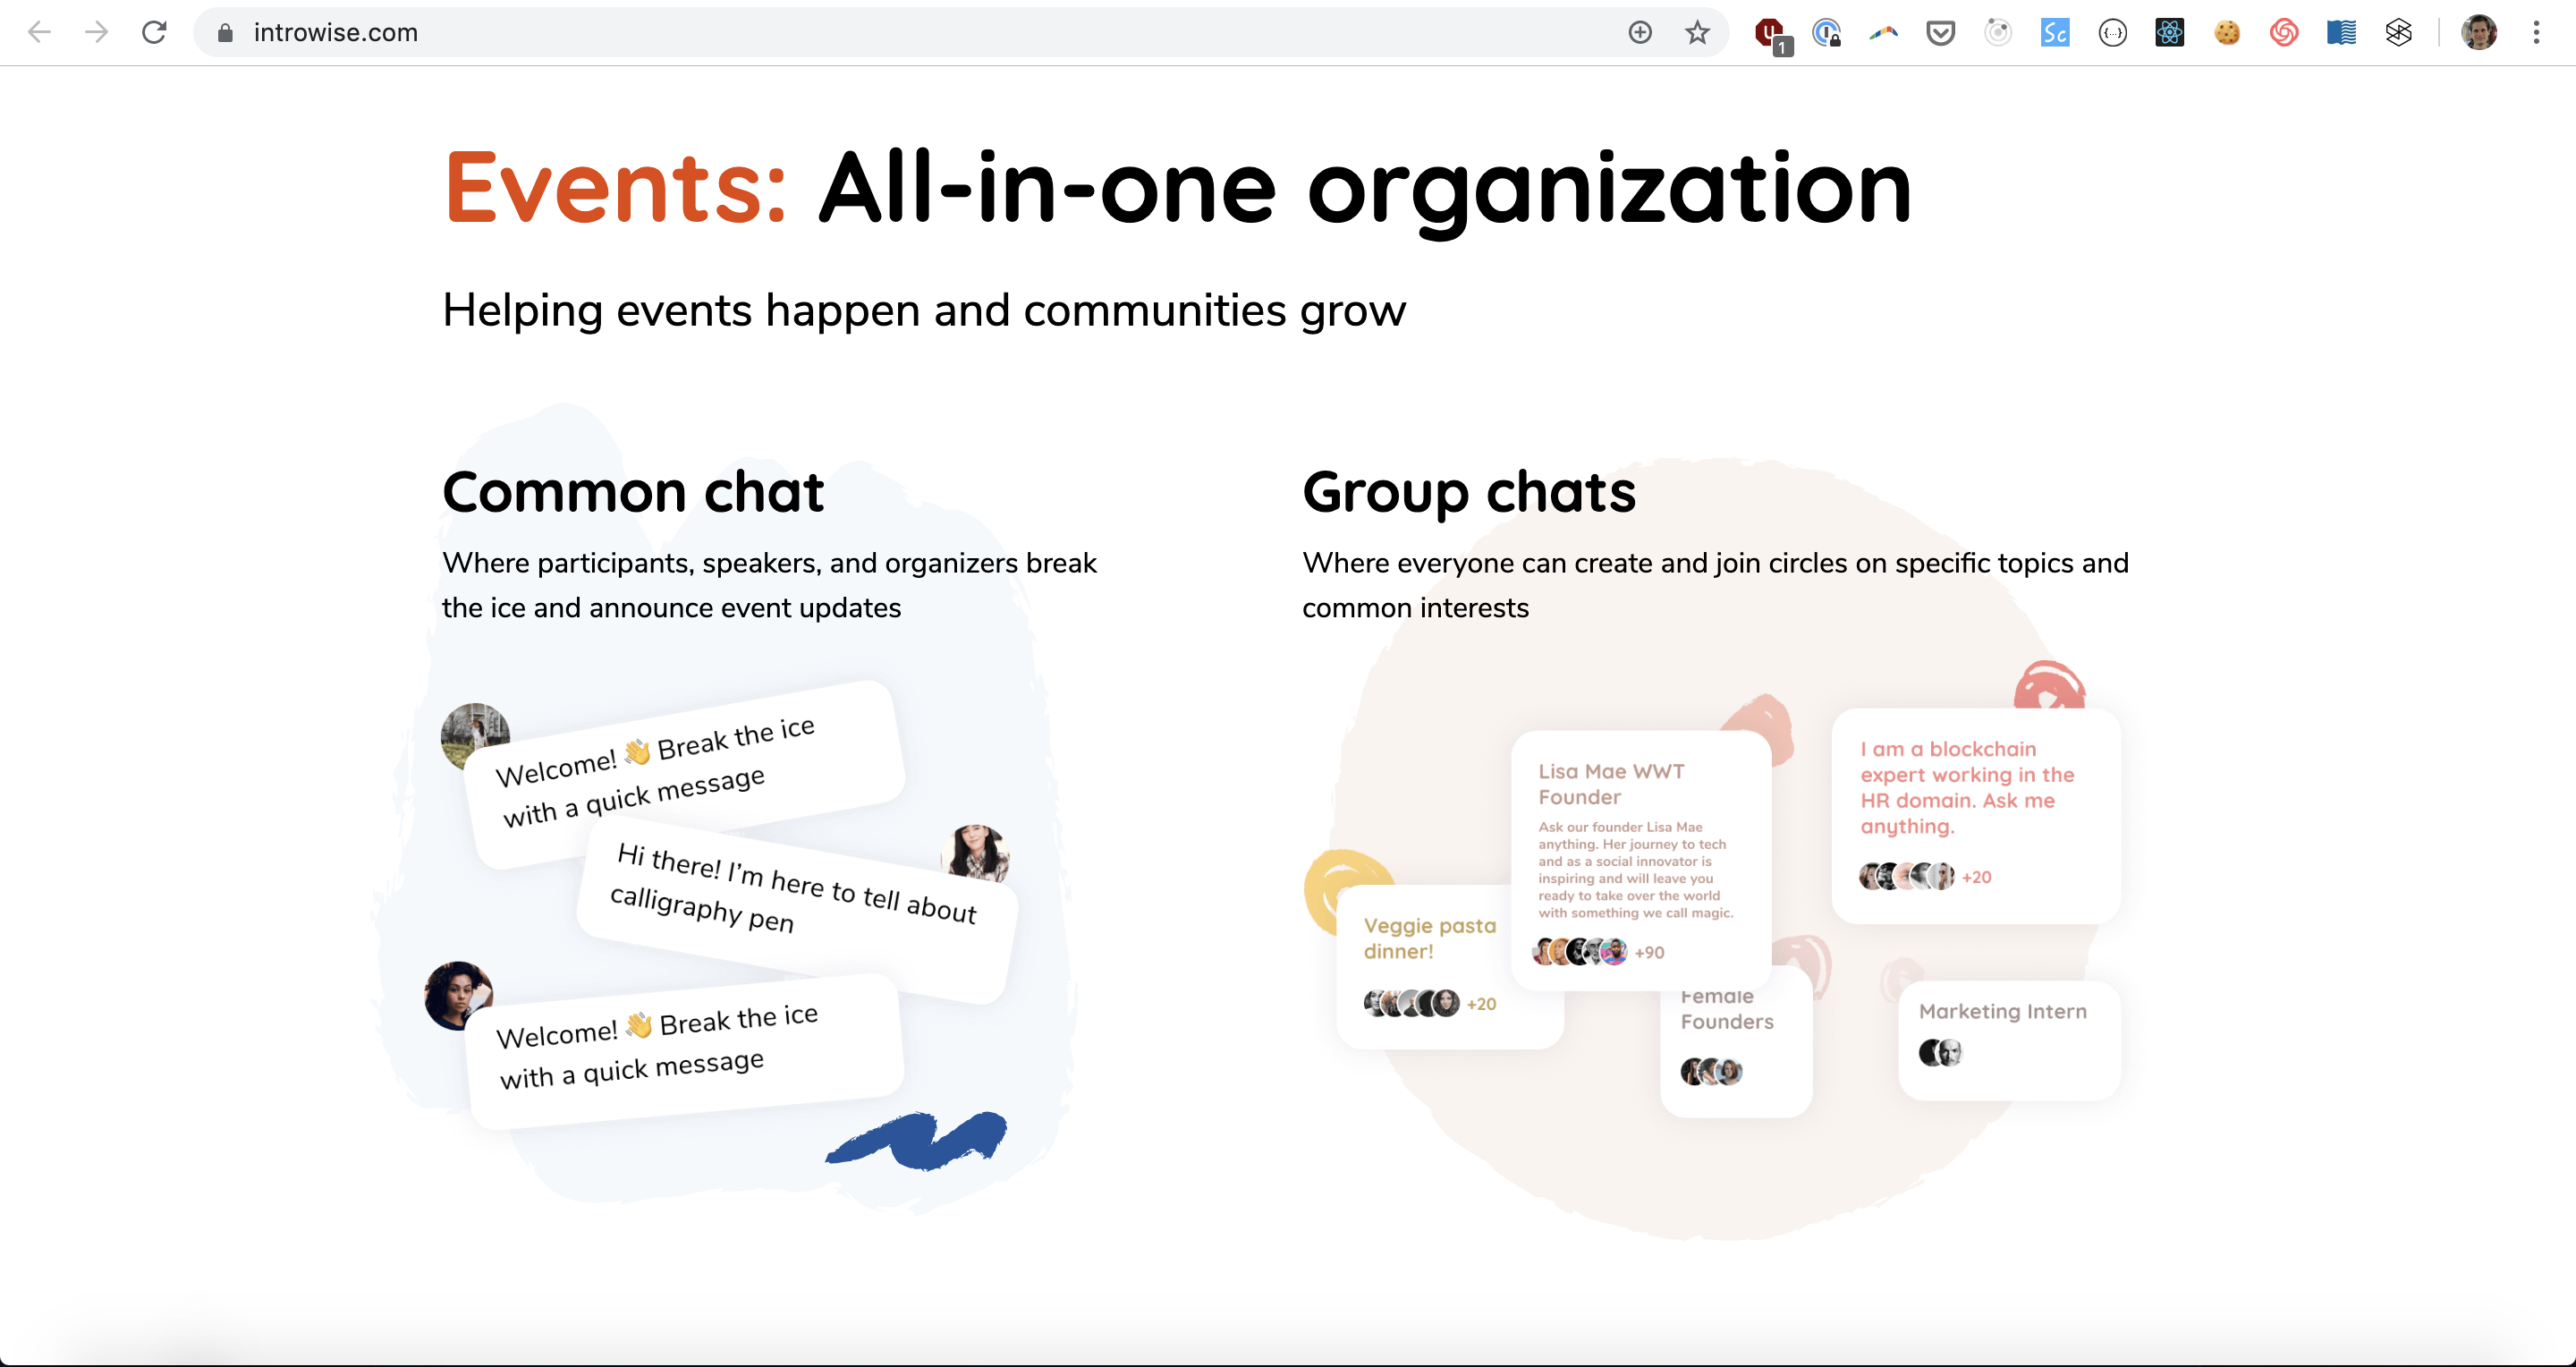 introwise.com
1
Sc
Events: All-in-one organization
Helping events happen and communities grow
Common chat
Where participants, speakers, and organizers break
the ice and announce event updates
Welcome! 👋 Break the ice
with a quick message
Hi there! I’m here to tell about
calligraphy pen
Welcome! 👋 Break the ice
with a quick message
Group chats
Where everyone can create and join circles on specific topics and
common interests
Lisa Mae WWT
Founder
Ask our founder Lisa Mae
anything. Her journey to tech
and as a social innovator is
inspiring and will leave you
ready to take over the world
with something we call magic.
+90
I am a blockchain
expert working in the
HR domain. Ask me
anything.
+20
Veggie pasta
dinner!
+20
Female
Founders
Marketing Intern